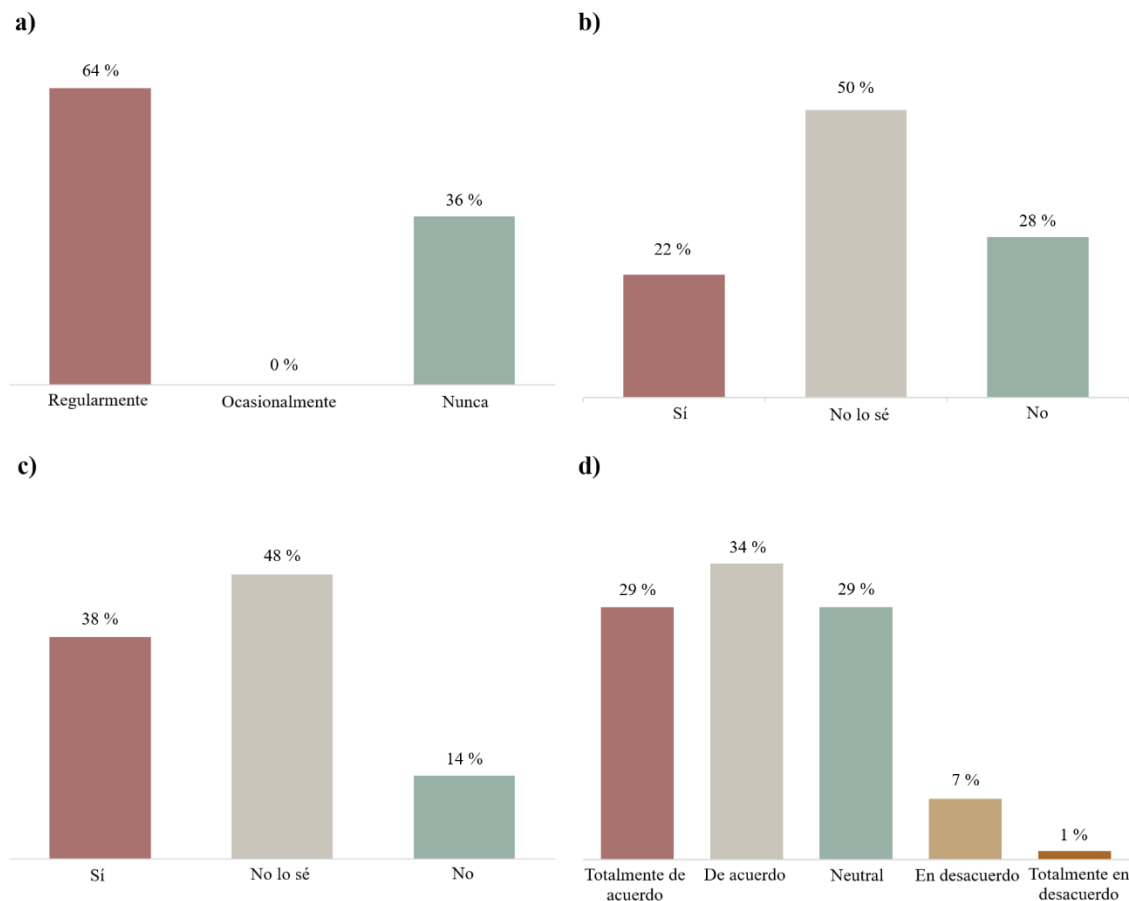 a)
64 %
36 %
0 %
Regularmente
Ocasionalmente
Nunca
b)
50 %
28 %
22 %
Sí
No lo sé
No
c)
48 %
38 %
14 %
Sí
No lo sé
No
d)
34 %
29 %
29 %
7 %
1 %
Totalmente de
acuerdo
De acuerdo
Neutral
En desacuerdo
Totalmente en
desacuerdo